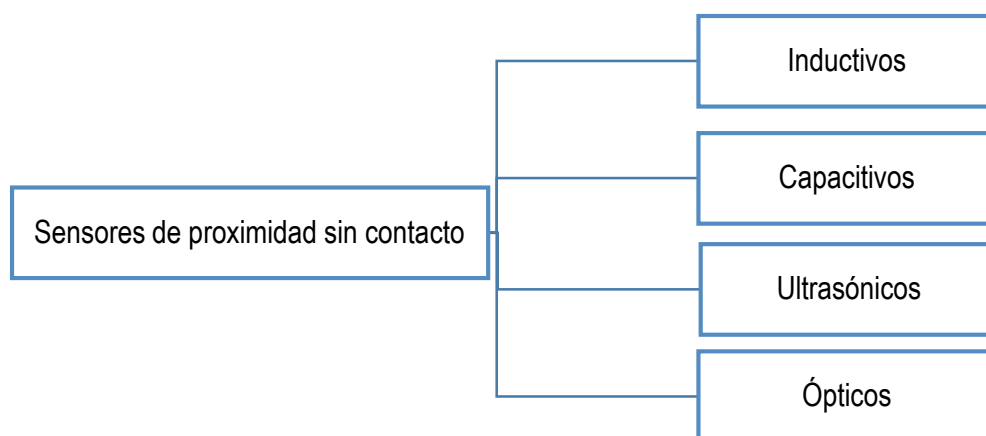 Inductivos
Capacitivos
Sensores de proximidad sin contacto
Ultrasónicos
Ópticos